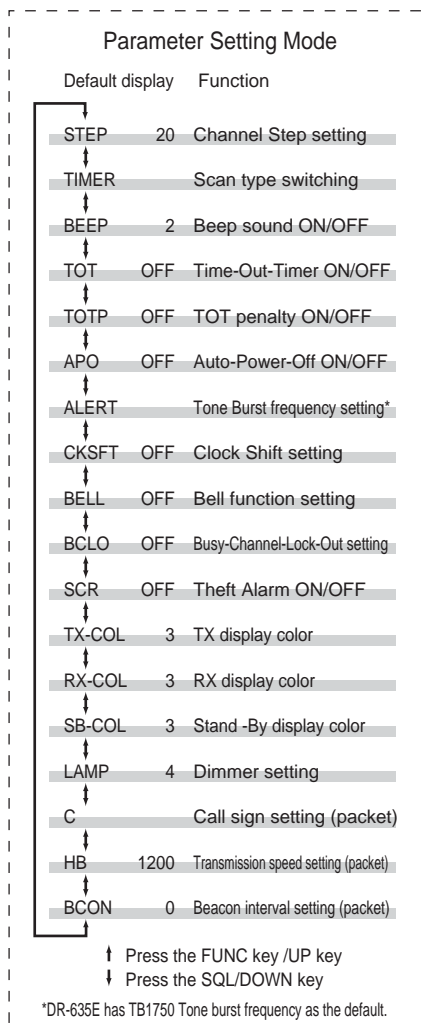 Parameter Setting Mode
Default display Function
STEP 20 Channel Step setting
TIMER Scan type switching
BEEP 2 Beep sound ON/OFF
TOT OFF Time-Out-Timer ON/OFF
TOTP OFF TOT penalty ON/OFF
APO OFF Auto-Power-Off ON/OFF
ALERT Tone Burst frequency setting*
CKSFT OFF Clock Shift setting
BELL OFF Bell function setting
BCLO OFF Busy-Channel-Lock-Out setting
SCR OFF Theft Alarm ON/OFF
TX-COL 3 TX display color
RX-COL 3 RX display color
SB-COL 3 Stand -By display color
LAMP 4 Dimmer setting
C Call sign setting (packet)
HB 1200 Transmission speed setting (packet)
BCON 0 Beacon interval setting (packet)
Press the FUNC key /UP key
Press the SQL/DOWN key
*DR-635E has TB1750 Tone burst frequency as the default.